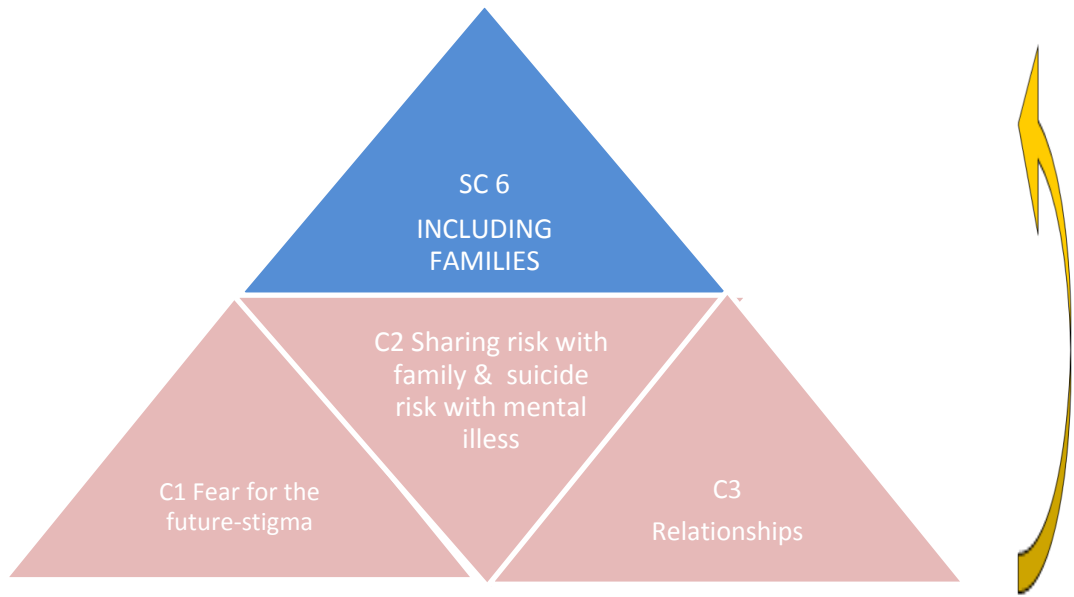 SC 6
INCLUDING
FAMILIES
C2 Sharing risk with
family & suicide
risk with mental
illess
C1 Fear for the
future-stigma
C3
Relationships